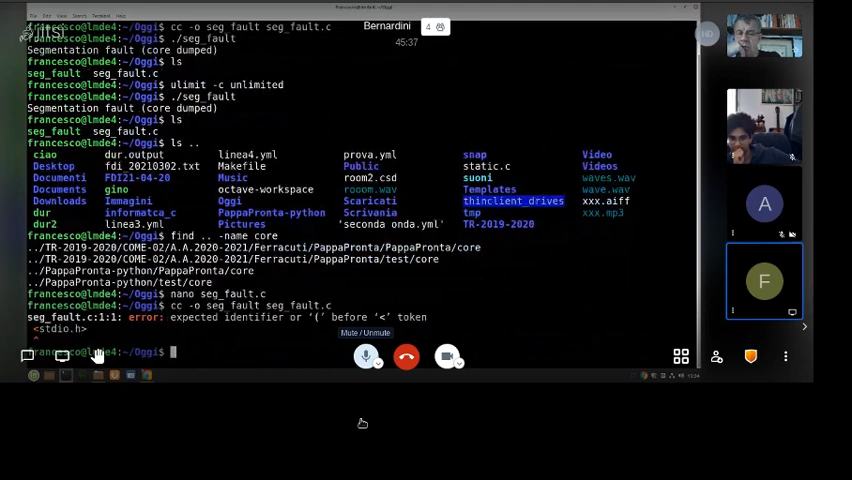 francesco@lmde4:~/Oggi$ cc -o seg_fault seg_fault.c
francesco@lmde4:~/Oggi$ ./seg_fault
Segmentation fault (core dumped)
francesco@lmde4:~/Oggi$ ls
seg_fault seg_fault.c
francesco@lmde4:~/Oggi$ ulimit -c unlimited
francesco@lmde4:~/Oggi$ ./seg_fault
Segmentation fault (core dumped)
francesco@lmde4:~/Oggi$ ls
seg_fault seg_fault.c
francesco@lmde4:~/Oggi$ ls ..
ciao dur.output linea4.yml prova.yml snap Video
Desktop fdi_20210302.txt Makefile Public static.c Videos
Documenti FDI21-04-20 Music room2.csd suoni waves.wav
Documents gino octave-workspace rooom.wav Templates wave.wav
Downloads Immagini Oggi Scaricati thinclient_drives xxx.aiff
dur informatca_c PappaPronta-python Scrivania tmp xxx.mp3
dur2 linea3.yml Pictures 'seconda onda.yml' TR-2019-2020
francesco@lmde4:~/Oggi$ find .. -name core
../TR-2019-2020/COME-02/A.A.2020-2021/Ferracuti/PappaPronta/PappaPronta/core
../TR-2019-2020/COME-02/A.A.2020-2021/Ferracuti/PappaPronta/test/core
../PappaPronta-python/PappaPronta/core
../PappaPronta-python/test/core
francesco@lmde4:~/Oggi$ nano seg_fault.c
francesco@lmde4:~/Oggi$ cc -o seg_fault seg_fault.c
seg_fault.c:1:1: error: expected identifier or ‘(’ before ‘<’ token
<stdio.h>
^
francesco@lmde4:~/Oggi$
Bernardini
4
45:37
Mute / Unmute
HD
A
F